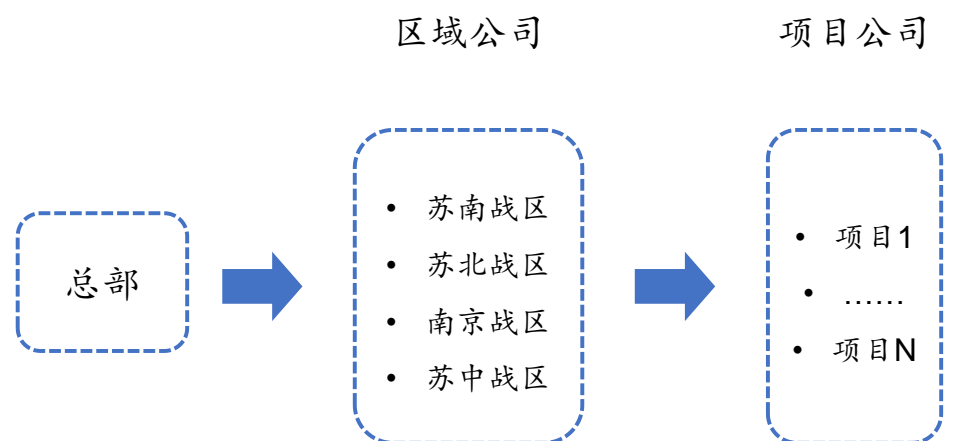 区域公司
项目公司
总部
• 苏南战区
• 苏北战区
• 南京战区
• 苏中战区
• 项目1
• ……
• 项目N